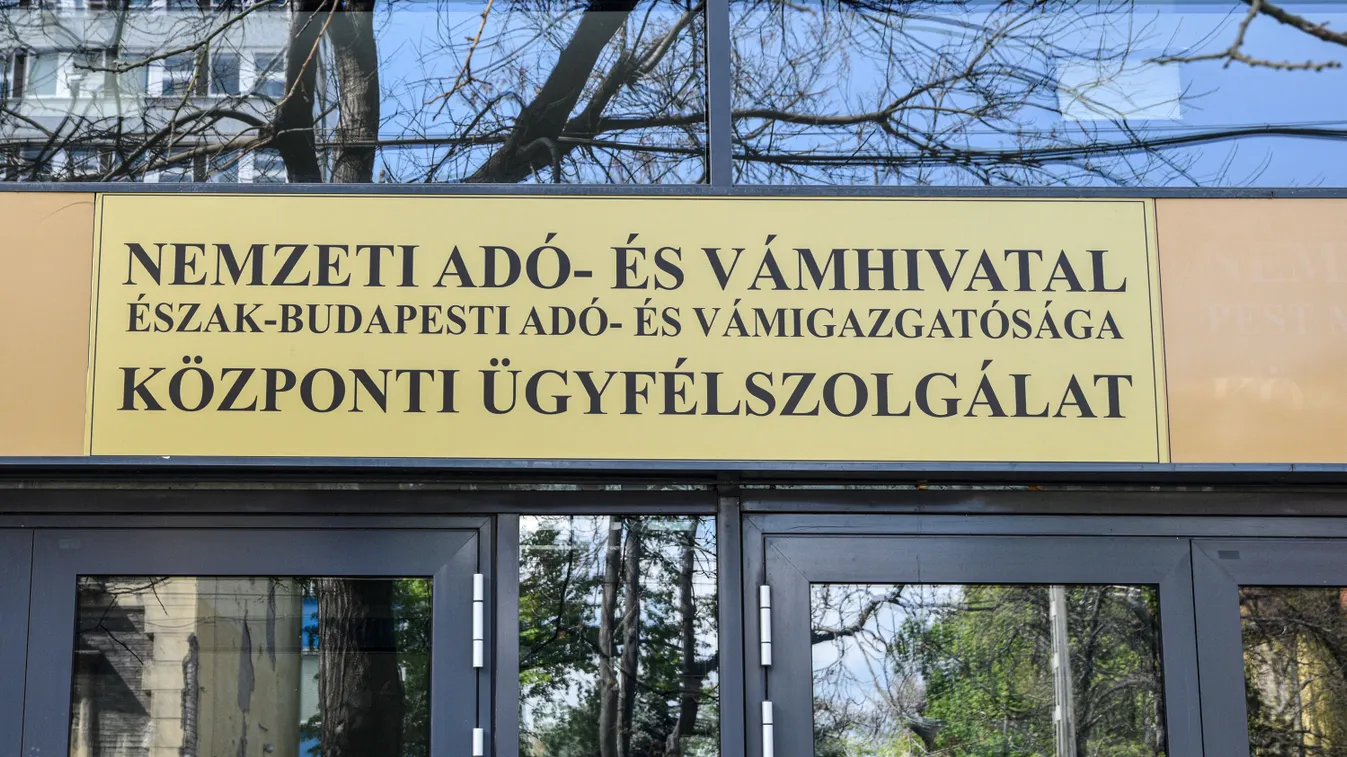 NEMZETI ADÓ- ÉS VÁMHIVATAL
ÉSZAK-BUDAPESTI ADÓ- ÉS VÁMIGAZGATÓSÁGA
KÖZPONTI ÜGYFÉLSZOLGÁLAT